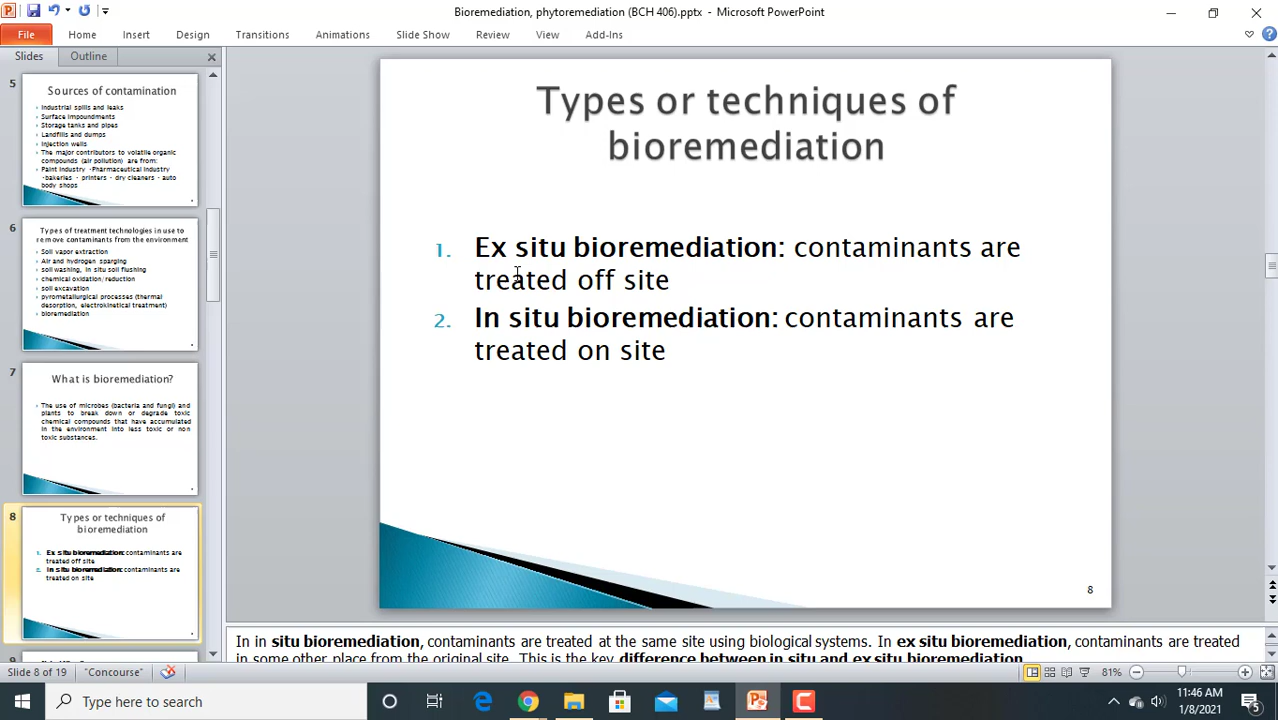 Bioremediation, phytoremediation (BCH 406).pptx - Microsoft PowerPoint
File Home Insert Design Transitions Animations Slide Show Review View Add-Ins
Slides Outline
5
Sources of contamination
Industrial spills and leaks
Surface impoundments
Storage tanks and pipes
Landfills and dumps
Injection wells
The major contributors to volatile organic
compounds (air pollution) are from:
Paint industry -Pharmaceutical industry
-bakeries - printers - dry cleaners - auto
body shops
6
Types of treatment technologies in use to
remove contaminants from the environment
Soil vapor extraction
Air and hydrogen sparging
soil washing, in situ soil flushing
chemical oxidation/reduction
soil excavation
pyrometallurgical processes (thermal
desorption, electrokinetical treatment)
bioremediation
7
What is bioremediation?
The use of microbes (bacteria and fungi) and
plants to break down or degrade toxic
chemical compounds that have accumulated
in the environment into less toxic or non
toxic substances.
8
Types or techniques of
bioremediation
1. Ex situ bioremediation: contaminants are
treated off site
2. In situ bioremediation: contaminants are
treated on site
Types or techniques of
bioremediation
1. Ex situ bioremediation: contaminants are
treated off site
2. In situ bioremediation: contaminants are
treated on site
8
In in situ bioremediation, contaminants are treated at the same site using biological systems. In ex situ bioremediation, contaminants are treated
in some other place from the original site. This is the key difference between in situ and ex situ bioremediation.
Slide 8 of 19 "Concourse" 81%
Type here to search
11:46 AM
1/8/2021
5